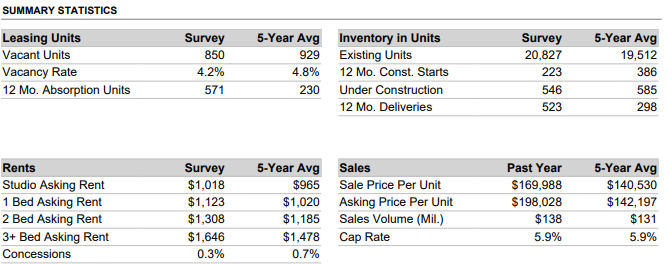 SUMMARY STATISTICS
Leasing Units Survey 5-Year Avg
Vacant Units 850 929
Vacancy Rate 4.2% 4.8%
12 Mo. Absorption Units 571 230
Inventory in Units Survey 5-Year Avg
Existing Units 20,827 19,512
12 Mo. Const. Starts 223 386
Under Construction 546 585
12 Mo. Deliveries 523 298
Rents Survey 5-Year Avg
Studio Asking Rent $1,018 $965
1 Bed Asking Rent $1,123 $1,020
2 Bed Asking Rent $1,308 $1,185
3+ Bed Asking Rent $1,646 $1,478
Concessions 0.3% 0.7%
Sales Past Year 5-Year Avg
Sale Price Per Unit $169,988 $140,530
Asking Price Per Unit $198,028 $142,197
Sales Volume (Mil.) $138 $131
Cap Rate 5.9% 5.9%